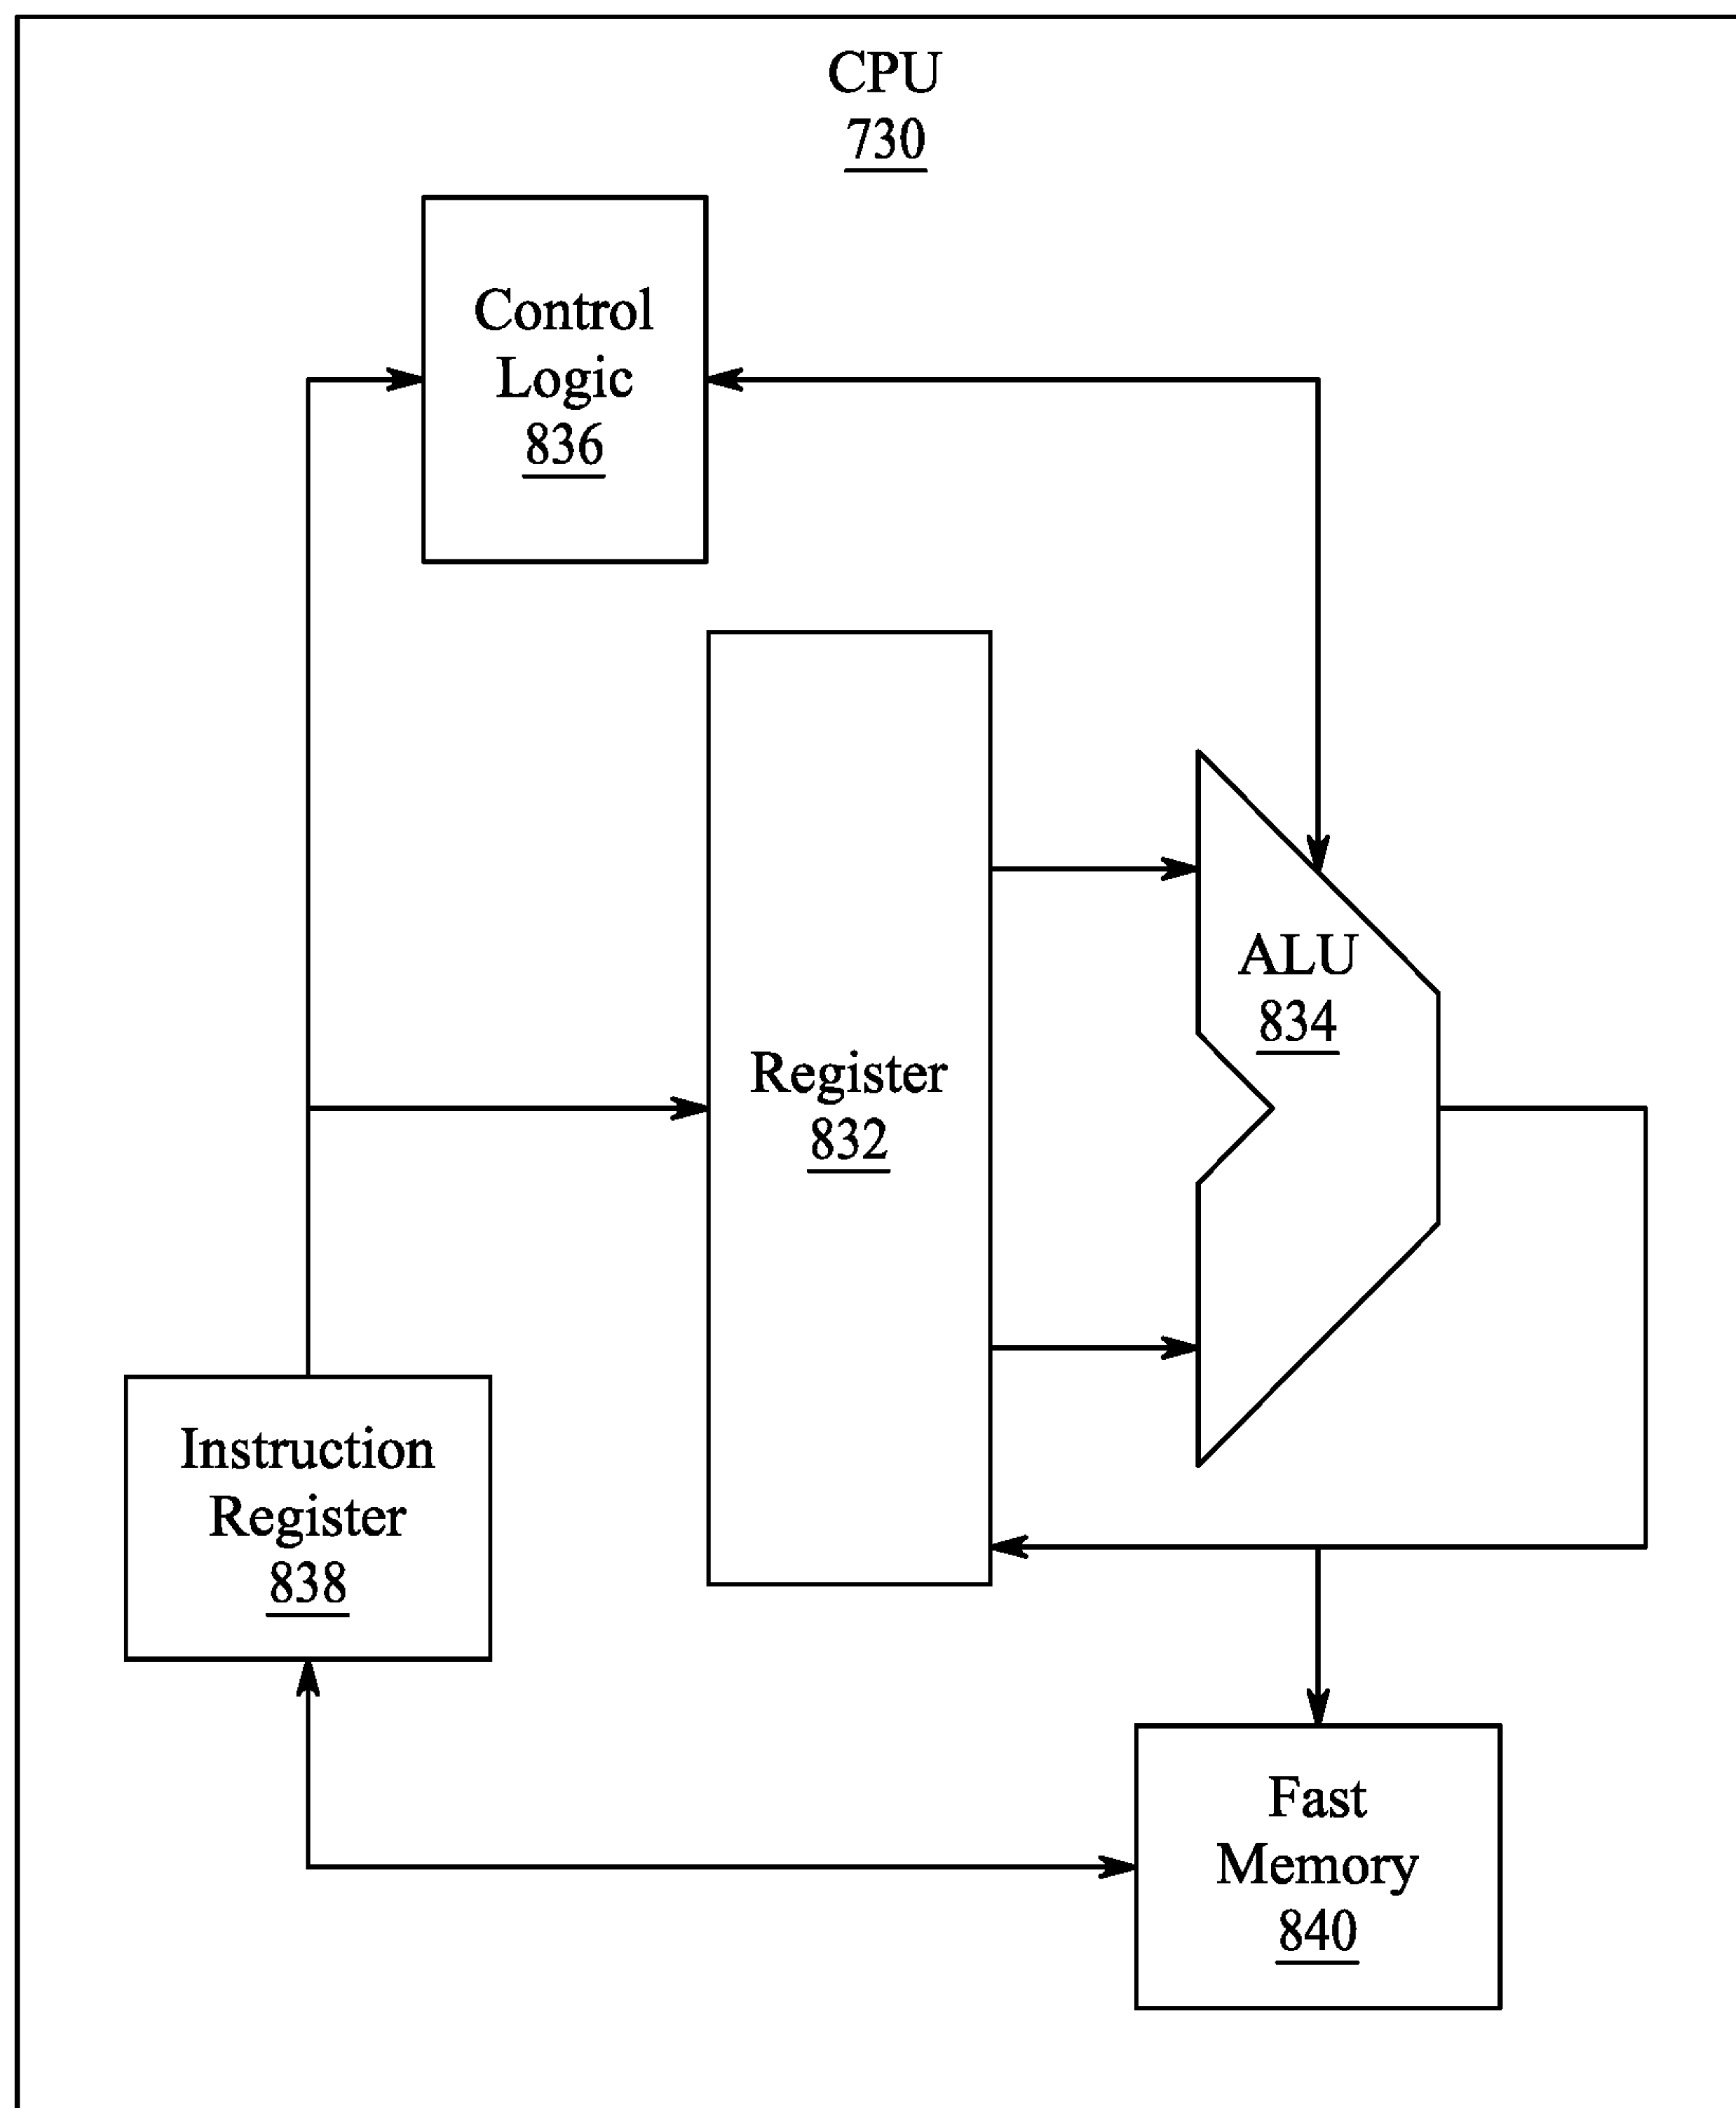 CPU
730
Control
Logic
836
ALU
834
Register
832
Instruction
Register
838
Fast
Memory
840